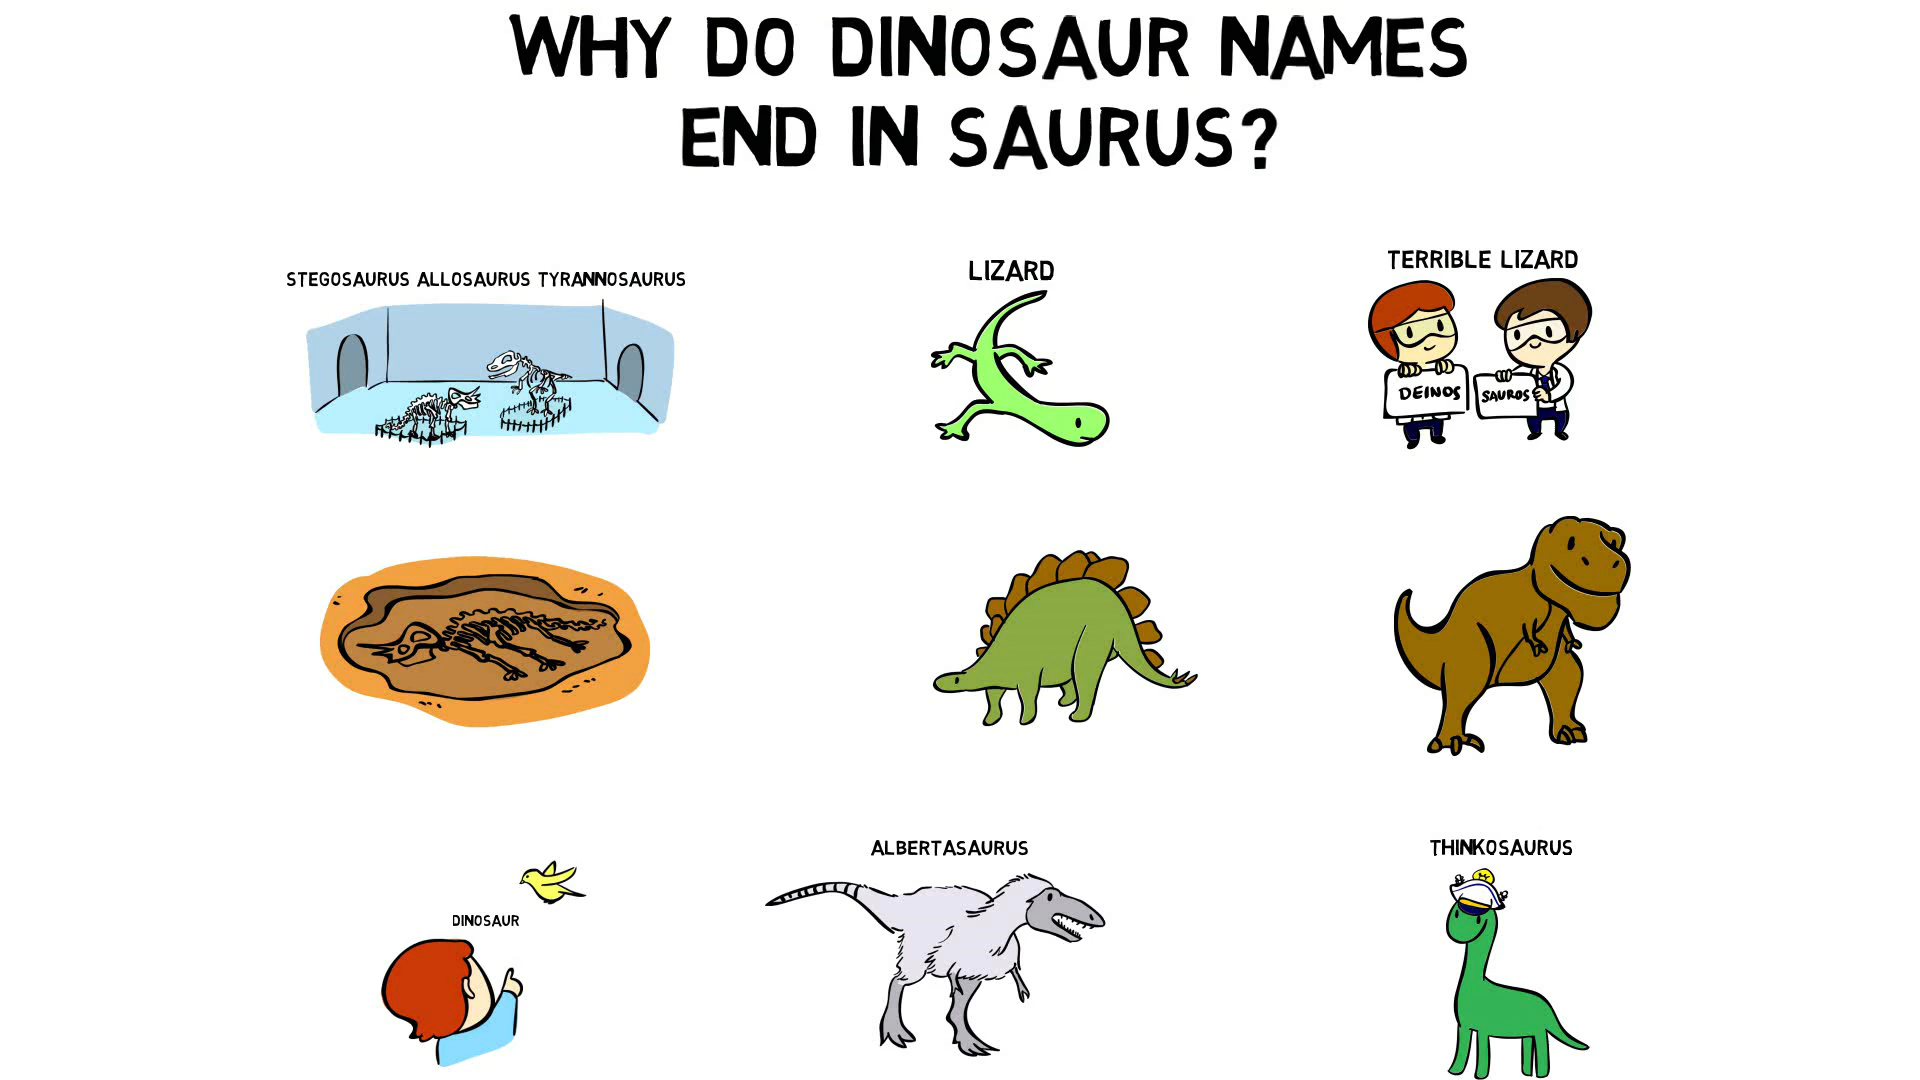 WHY DO DINOSAUR NAMES
END IN SAURUS?
STEGOSAURUS ALLOSAURUS TYRANNOSAURUS
LIZARD
TERRIBLE LIZARD
DEINOS
SAUROS
DINOSAUR
ALBERTASAURUS
THINKOSAURUS